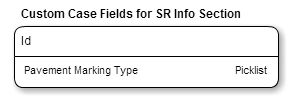 Custom Case Fields for SR Info Section
Id
Pavement Marking Type Picklist